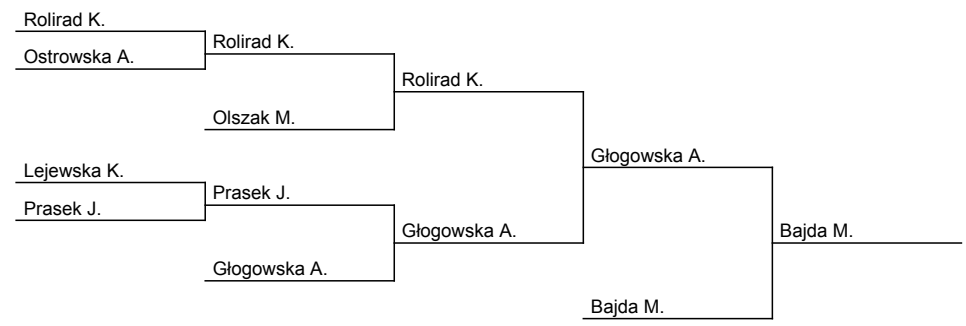 Rolirad K.
Ostrowska A.
Rolirad K.
Rolirad K.
Olszak M.
Lejewska K.
Głogowska A.
Prasek J.
Prasek J.
Głogowska A.
Bajda M.
Głogowska A.
Bajda M.